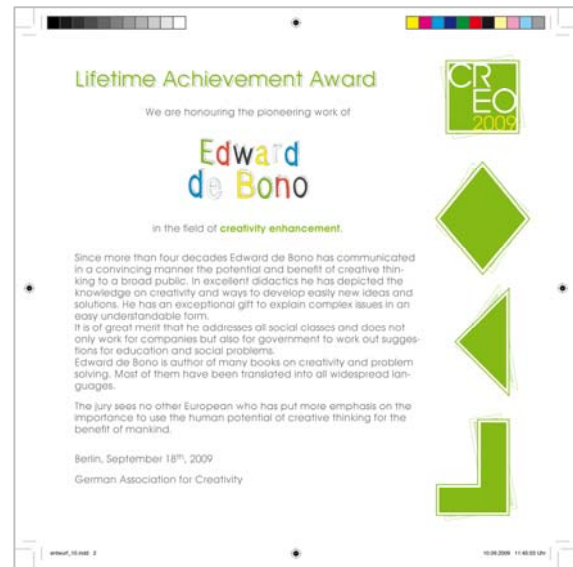 Lifetime Achievement Award
CR
EO
2009
We are honouring the pioneering work of
Edward
de Bono
in the field of creativity enhancement.
Since more than four decades Edward de Bono has communicated
in a convincing manner the potential and benefit of creative thin-
king to a broad public. In excellent didactics he has depicted the
knowledge on creativity and ways to develop easily new ideas and
solutions. He has an exceptional gift to explain complex issues in an
easy understandable form.
It is of great merit that he addresses all social classes and does not
only work for companies but also for government to work out sugges-
tions for education and social problems.
Edward de Bono is author of many books on creativity and problem
solving. Most of them have been translated into all widespread lan-
guages.
The jury sees no other European who has put more emphasis on the
importance to use the human potential of creative thinking for the
benefit of mankind.
Berlin, September 18th, 2009
German Association for Creativity